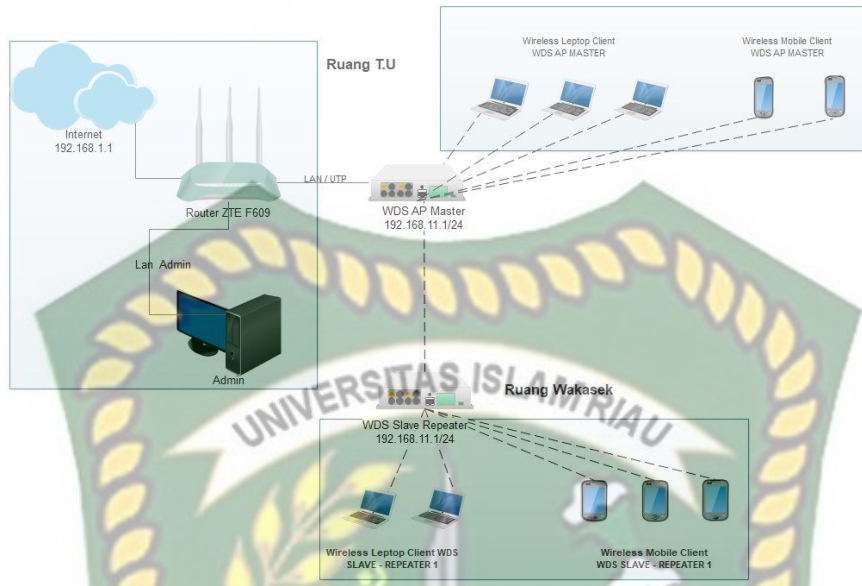 Ruang T.U
Wireless Leptop Client
WDS AP MASTER
Wireless Mobile Client
WDS AP MASTER
Internet
192.168.1.1
LAN / UTP
Router ZTE F609
WDS AP Master
192.168.11.1/24
Lan Admin
Admin
UNIVERSITAS ISLAM RIAU
Ruang Wakasek
WDS Slave Repeater
192.168.11.1/24
Wireless Leptop Client WDS
SLAVE - REPEATER 1
Wireless Mobile Client
WDS SLAVE - REPEATER 1